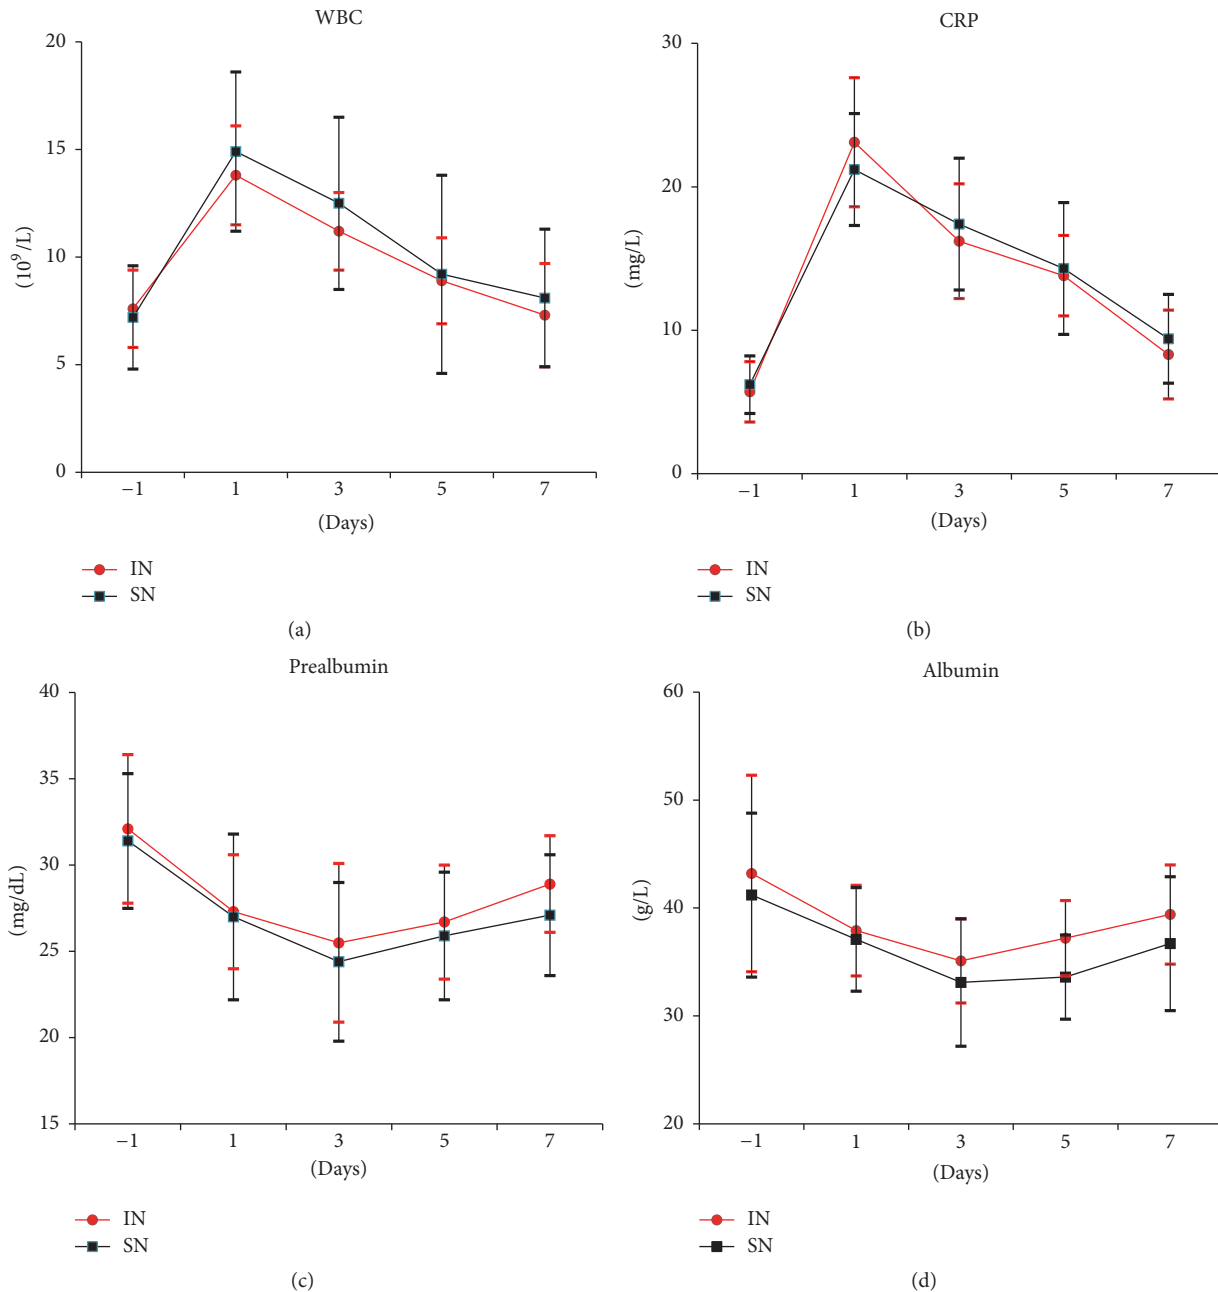 WBC
20
15
10
5
0
(10⁹/L)
−1 1 3 5 7
(Days)
IN
SN
(a)
CRP
30
20
10
0
(mg/L)
−1 1 3 5 7
(Days)
IN
SN
(b)
Prealbumin
40
35
30
25
20
15
(mg/dL)
−1 1 3 5 7
(Days)
IN
SN
(c)
Albumin
60
50
40
30
20
(g/L)
−1 1 3 5 7
(Days)
IN
SN
(d)